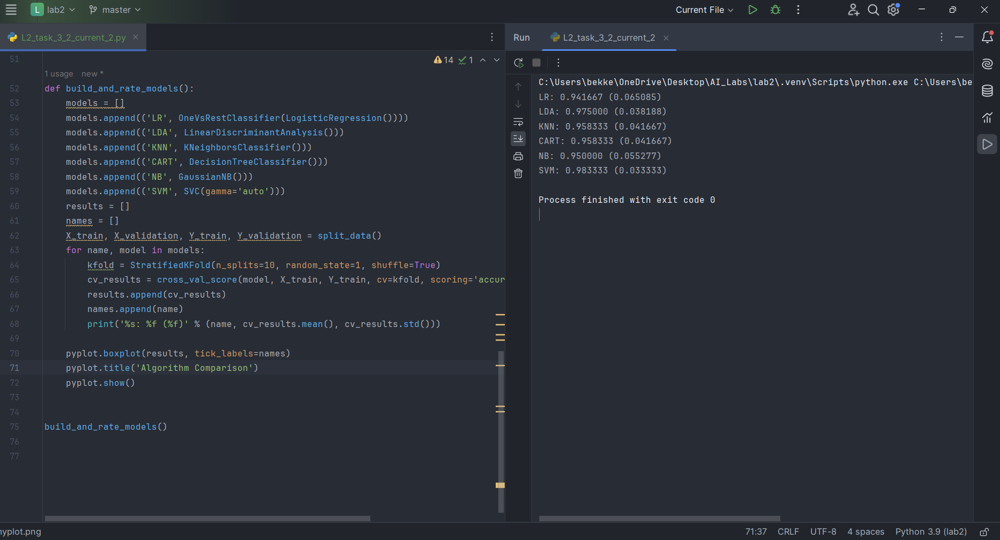 L lab2 master Current File
L2_task_3_2_current_2.py
Run L2_task_3_2_current_2
14 1
51
1 usage new *
52 def build_and_rate_models():
53 models = []
54 models.append(('LR', OneVsRestClassifier(LogisticRegression())))
55 models.append(('LDA', LinearDiscriminantAnalysis()))
56 models.append(('KNN', KNeighborsClassifier()))
57 models.append(('CART', DecisionTreeClassifier()))
58 models.append(('NB', GaussianNB()))
59 models.append(('SVM', SVC(gamma='auto')))
60 results = []
61 names = []
62 X_train, X_validation, Y_train, Y_validation = split_data()
63 for name, model in models:
64 kfold = StratifiedKFold(n_splits=10, random_state=1, shuffle=True)
65 cv_results = cross_val_score(model, X_train, Y_train, cv=kfold, scoring='accur
66 results.append(cv_results)
67 names.append(name)
68 print('%s: %f (%f)' % (name, cv_results.mean(), cv_results.std()))
69
70 pyplot.boxplot(results, tick_labels=names)
71 pyplot.title('Algorithm Comparison')
72 pyplot.show()
73
74
75 build_and_rate_models()
76
77
C:\Users\bekke\OneDrive\Desktop\AI_Labs\lab2\.venv\Scripts\python.exe C:\Users\be
LR: 0.941667 (0.065085)
LDA: 0.975000 (0.038188)
KNN: 0.958333 (0.041667)
CART: 0.958333 (0.041667)
NB: 0.950000 (0.055277)
SVM: 0.983333 (0.033333)
Process finished with exit code 0
yplot.png
71:37 CRLF UTF-8 4 spaces Python 3.9 (lab2)